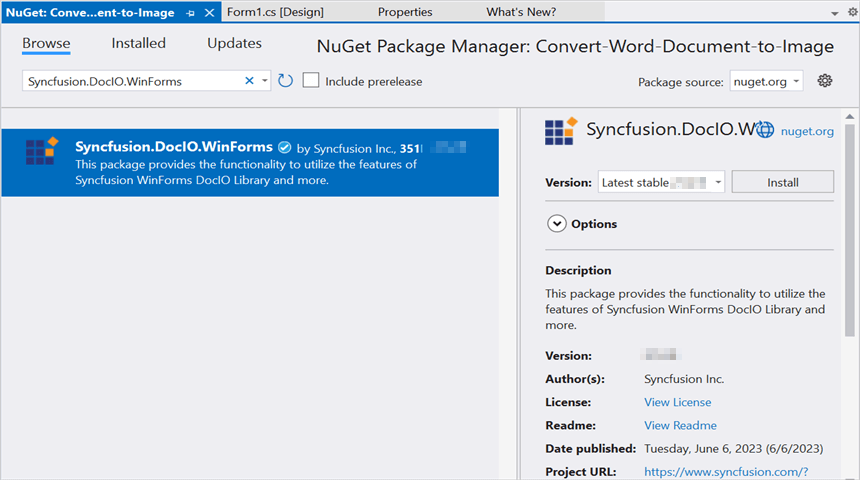 NuGet: Conve...ent-to-Image
Form1.cs [Design]
Properties
What's New?
Browse
Installed
Updates
NuGet Package Manager: Convert-Word-Document-to-Image
Syncfusion.DocIO.WinForms
Include prerelease
Package source: nuget.org
Syncfusion.DocIO.WinForms by Syncfusion Inc.,
This package provides the functionality to utilize the features of
Syncfusion WinForms DocIO Library and more.
Syncfusion.DocIO.W
nuget.org
Version: Latest stable
Install
Options
Description
This package provides the functionality to utilize the
features of Syncfusion WinForms DocIO Library and
more.
Version:
Author(s): Syncfusion Inc.
License: View License
Readme: View Readme
Date published: Tuesday, June 6, 2023 (6/6/2023)
Project URL: https://www.syncfusion.com/?